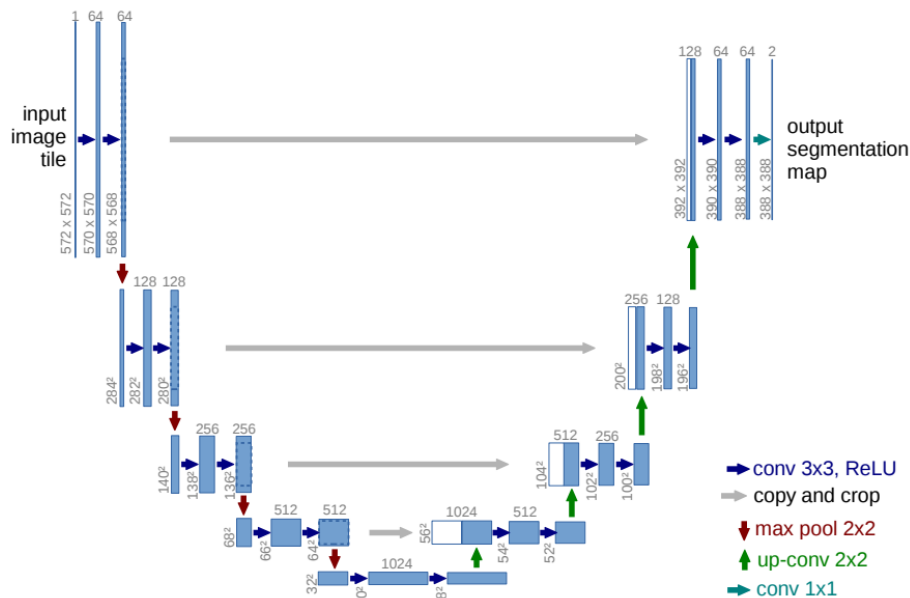 1 64 64
128 64 64 2
input
image
tile
output
segmentation
map
572 x 572
570 x 570
568 x 568
392 x 392
390 x 390
388 x 388
388 x 388
128 128
256 128
284²
282²
280²
200²
198²
196²
256 256
512 256
140²
138²
136²
104²
102²
100²
512 512
1024 512
68²
66²
64²
56²
54²
52²
1024
32²
conv 3x3, ReLU
copy and crop
max pool 2x2
up-conv 2x2
conv 1x1